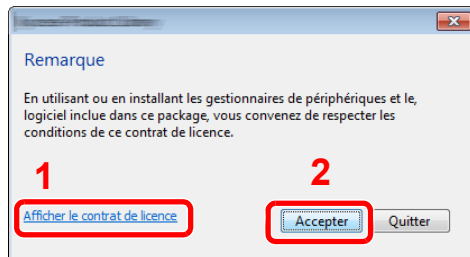 Remarque
En utilisant ou en installant les gestionnaires de périphériques et le,
logiciel inclue dans ce package, vous convenez de respecter les
conditions de ce contrat de licence.
1
2
Afficher le contrat de licence
Accepter
Quitter